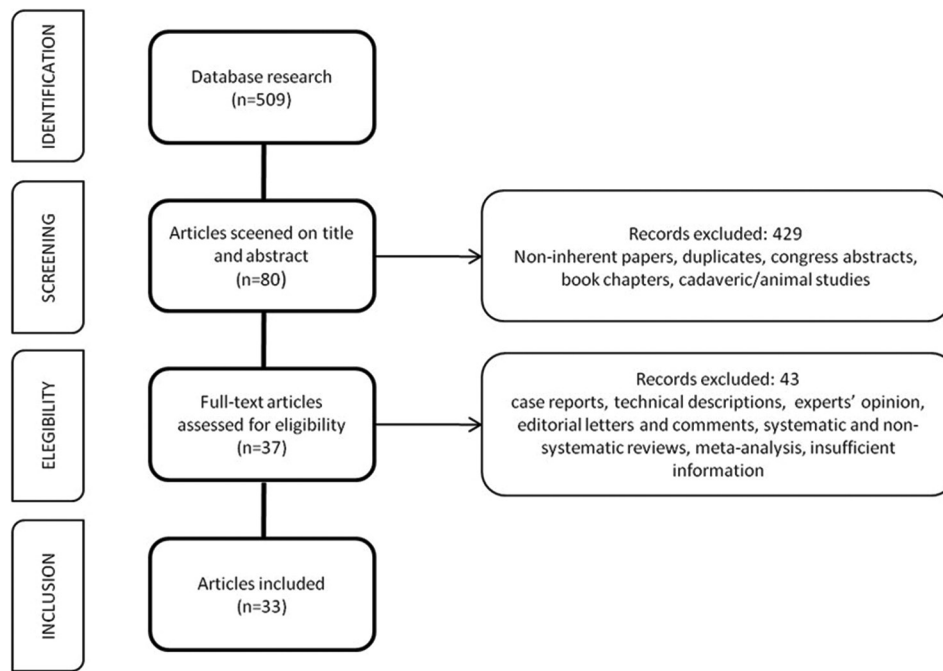 IDENTIFICATION
Database research
(n=509)
SCREENING
Articles sceened on title
and abstract
(n=80)
Records excluded: 429
Non-inherent papers, duplicates, congress abstracts,
book chapters, cadaveric/animal studies
ELEGIBILITY
Full-text articles
assessed for eligibility
(n=37)
Records excluded: 43
case reports, technical descriptions, experts' opinion,
editorial letters and comments, systematic and non-
systematic reviews, meta-analysis, insufficient
information
INCLUSION
Articles included
(n=33)